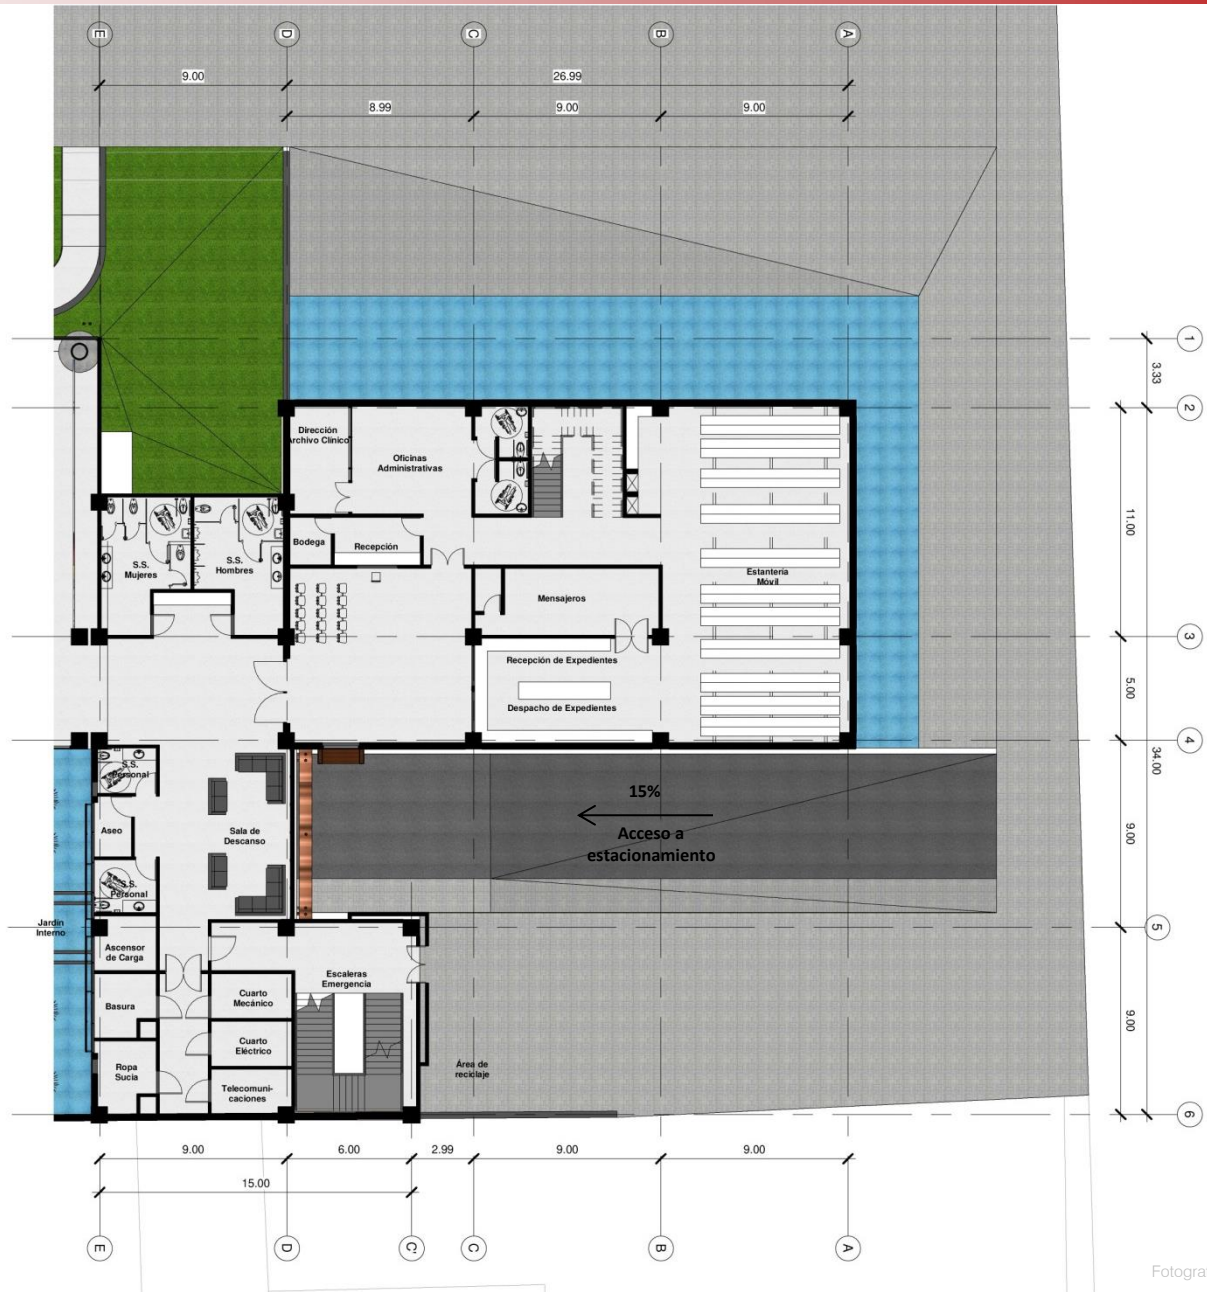 E
D
C
B
A
9.00
26.99
8.99
9.00
9.00
1
3.33
2
Dirección
Archivo Clínico
Oficinas
Administrativas
11.00
Bodega
Recepción
S.S.
Mujeres
S.S.
Hombres
Estantería
Móvil
Mensajeros
3
Recepción de Expedientes
5.00
Despacho de Expedientes
4
34.00
S.S.
Personal
15%
Aseo
Sala de
Descanso
Acceso a
estacionamiento
9.00
S.S.
Personal
Jardín
Interno
5
Ascensor
de Carga
Escaleras
Emergencia
Basura
Cuarto
Mecánico
9.00
Cuarto
Eléctrico
Ropa
Sucia
Área de
reciclaje
Telecomuni-
caciones
6
9.00
6.00
2.99
9.00
9.00
15.00
E
D
C'
C
B
A
Fotogra